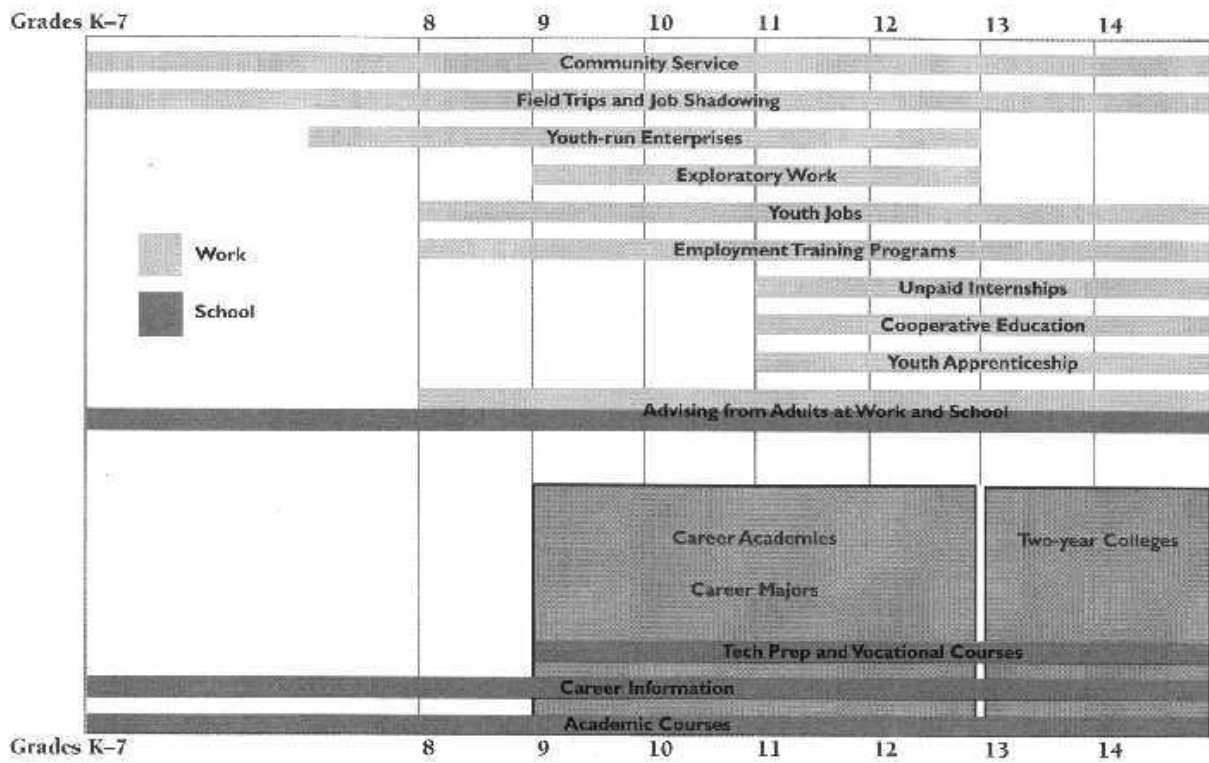 Grades K–7 8 9 10 11 12 13 14
Community Service
Field Trips and Job Shadowing
Youth-run Enterprises
Exploratory Work
Youth Jobs
Employment Training Programs
Work
Unpaid Internships
School
Cooperative Education
Youth Apprenticeship
Advising from Adults at Work and School
Career Academies
Two-year Colleges
Career Majors
Tech Prep and Vocational Courses
Career Information
Academic Courses
Grades K–7 8 9 10 11 12 13 14